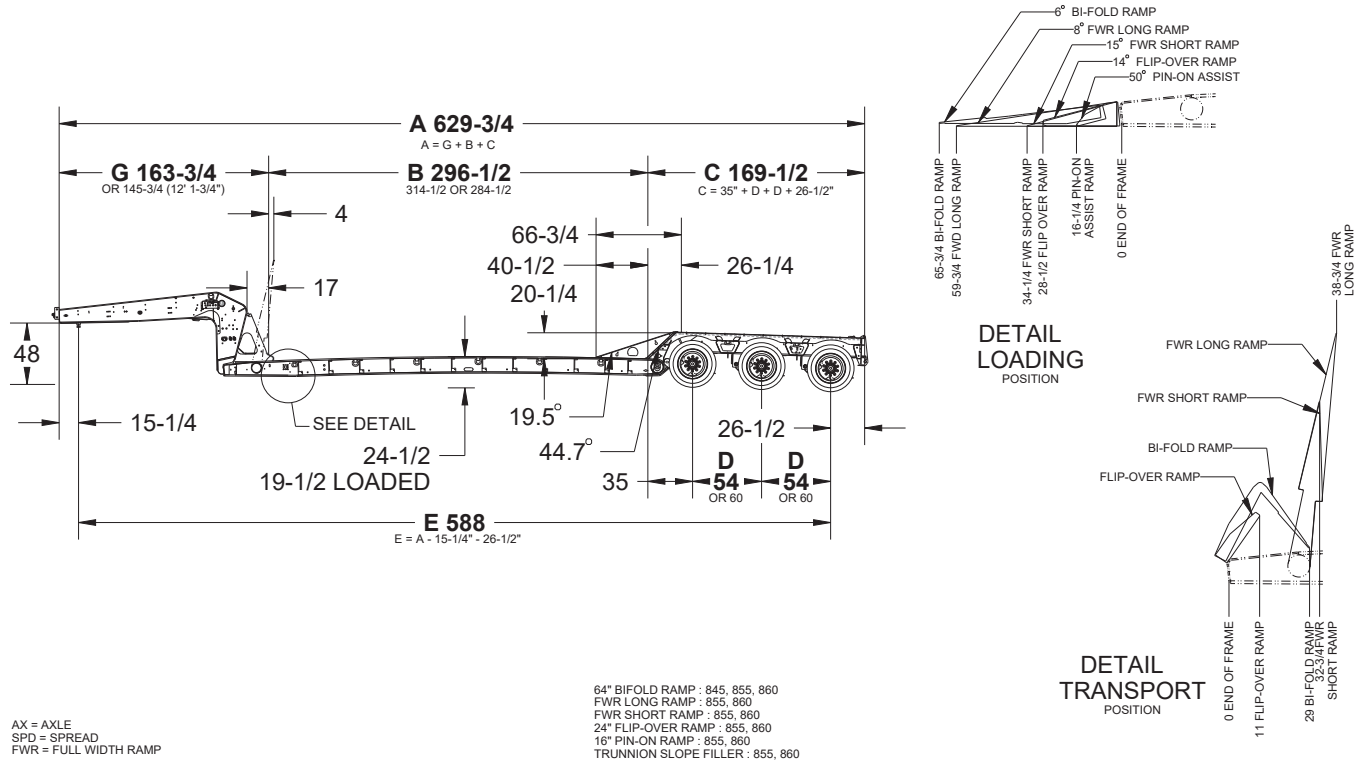 A 629-3/4
A = G + B + C
G 163-3/4
OR 145-3/4 (12' 1-3/4")
B 296-1/2
314-1/2 OR 284-1/2
C 169-1/2
C = 35" + D + D + 26-1/2"
4
66-3/4
40-1/2
26-1/4
20-1/4
17
48
15-1/4
SEE DETAIL
24-1/2
19-1/2 LOADED
19.5°
44.7°
26-1/2
35
D
54
OR 60
D
54
OR 60
E 588
E = A - 15-1/4" - 26-1/2"
6° BI-FOLD RAMP
8° FWR LONG RAMP
15° FWR SHORT RAMP
14° FLIP-OVER RAMP
50° PIN-ON ASSIST
65-3/4 BI-FOLD RAMP
59-3/4 FWD LONG RAMP
34-1/4 FWR SHORT RAMP
28-1/2 FLIP OVER RAMP
16-1/4 PIN-ON
ASSIST RAMP
0 END OF FRAME
DETAIL
LOADING
POSITION
38-3/4 FWR
LONG RAMP
FWR LONG RAMP
FWR SHORT RAMP
BI-FOLD RAMP
FLIP-OVER RAMP
0 END OF FRAME
11 FLIP-OVER RAMP
29 BI-FOLD RAMP
32-3/4FWR
SHORT RAMP
DETAIL
TRANSPORT
POSITION
AX = AXLE
SPD = SPREAD
FWR = FULL WIDTH RAMP
64" BIFOLD RAMP : 845, 855, 860
FWR LONG RAMP : 855, 860
FWR SHORT RAMP : 855, 860
24" FLIP-OVER RAMP : 855, 860
16" PIN-ON RAMP : 855, 860
TRUNNION SLOPE FILLER : 855, 860